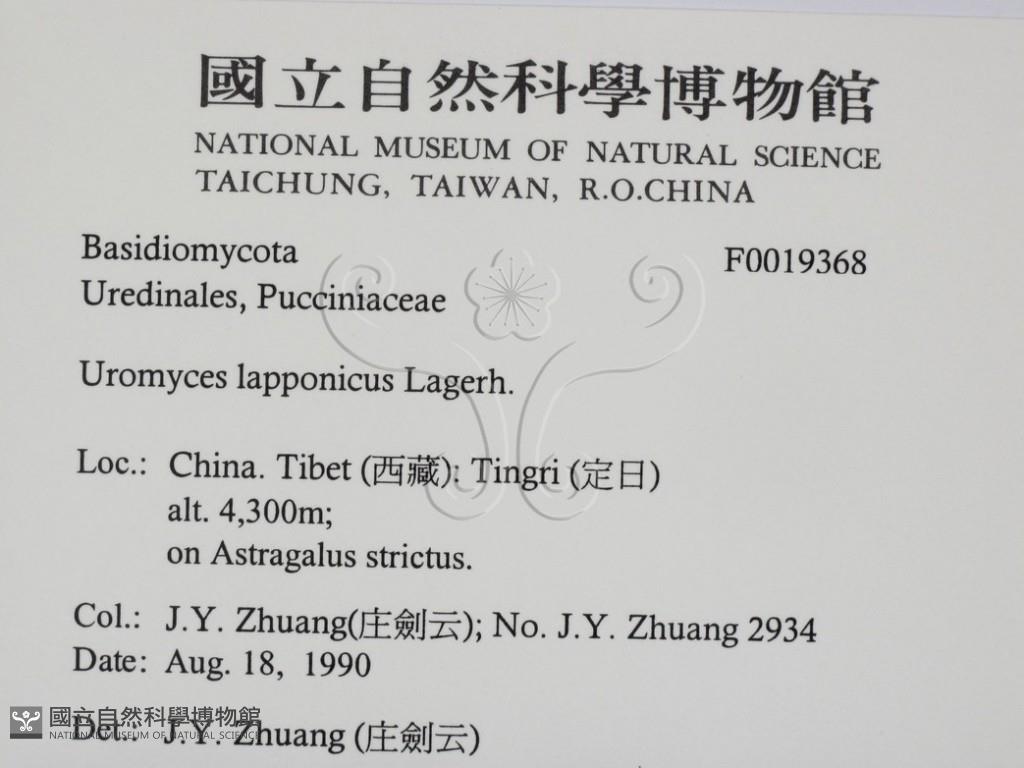 國立自然科學博物館
NATIONAL MUSEUM OF NATURAL SCIENCE
TAICHUNG, TAIWAN, R.O.CHINA
Basidiomycota F0019368
Uredinales, Pucciniaceae
Uromyces lapponicus Lagerh.
Loc.: China. Tibet (西藏): Tingri (定日)
alt. 4,300m;
on Astragalus strictus.
Col.: J.Y. Zhuang(庄劍云); No. J.Y. Zhuang 2934
Date: Aug. 18, 1990
Det.: J.Y. Zhuang (庄劍云)
國立自然科學博物館
NATIONAL MUSEUM OF NATURAL SCIENCE